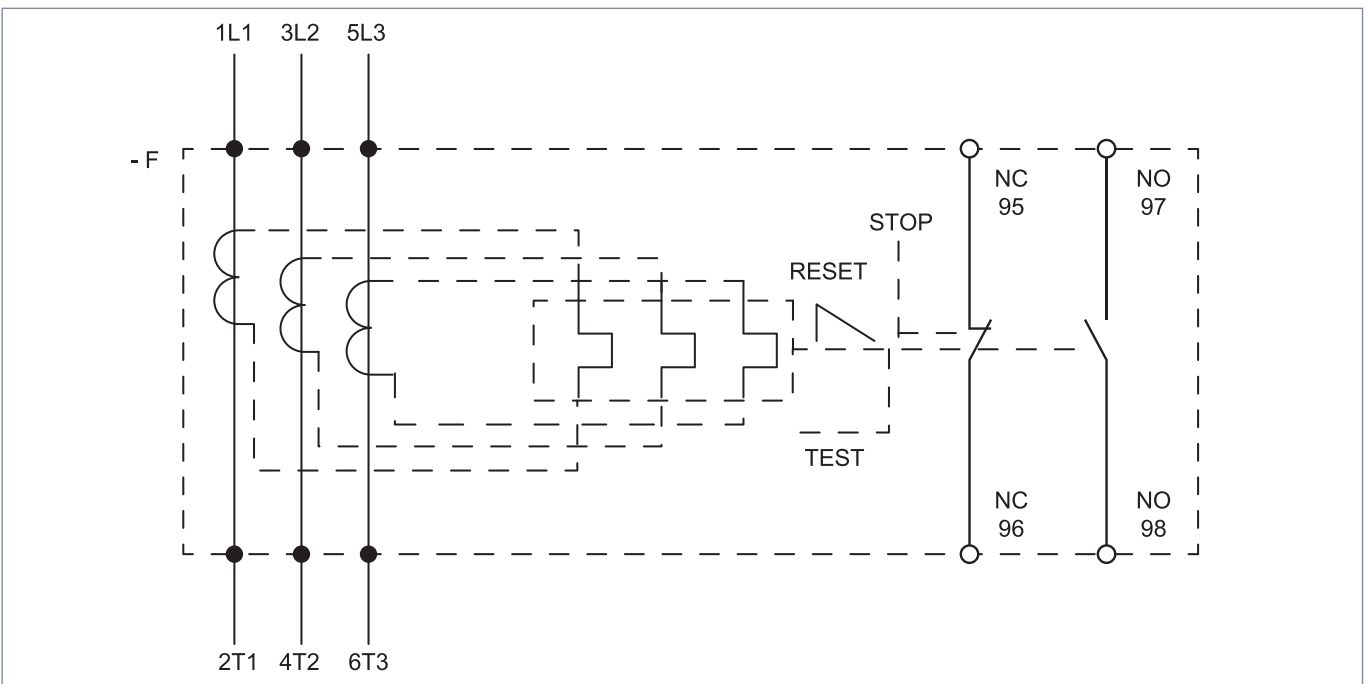 1L1 3L2 5L3
- F
NC
95
NO
97
STOP
RESET
TEST
NC
96
NO
98
2T1 4T2 6T3